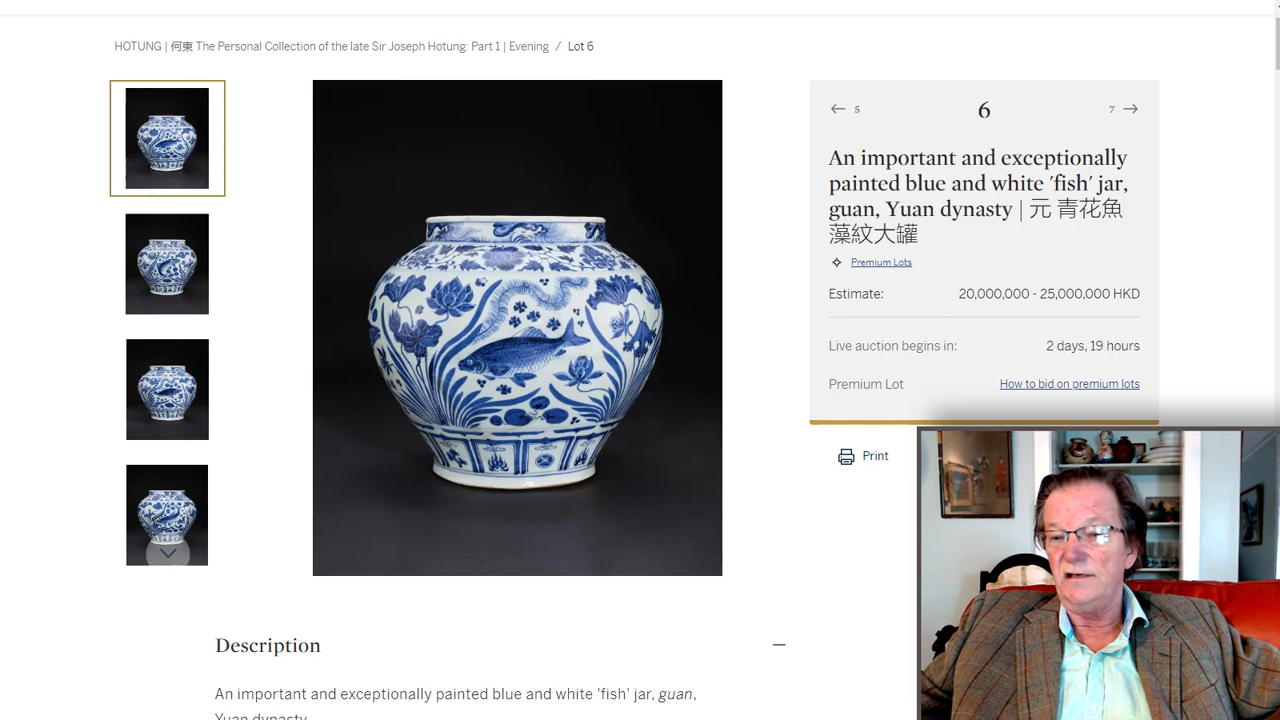 HOTUNG | 何東 The Personal Collection of the late Sir Joseph Hotung: Part 1 | Evening / Lot 6
← 5
6
7 →
An important and exceptionally
painted blue and white 'fish' jar,
guan, Yuan dynasty | 元 青花魚
藻紋大罐
Premium Lots
Estimate:
20,000,000 - 25,000,000 HKD
Live auction begins in:
2 days, 19 hours
Premium Lot
How to bid on premium lots
Print
Description
An important and exceptionally painted blue and white 'fish' jar, guan,
Yuan dynasty